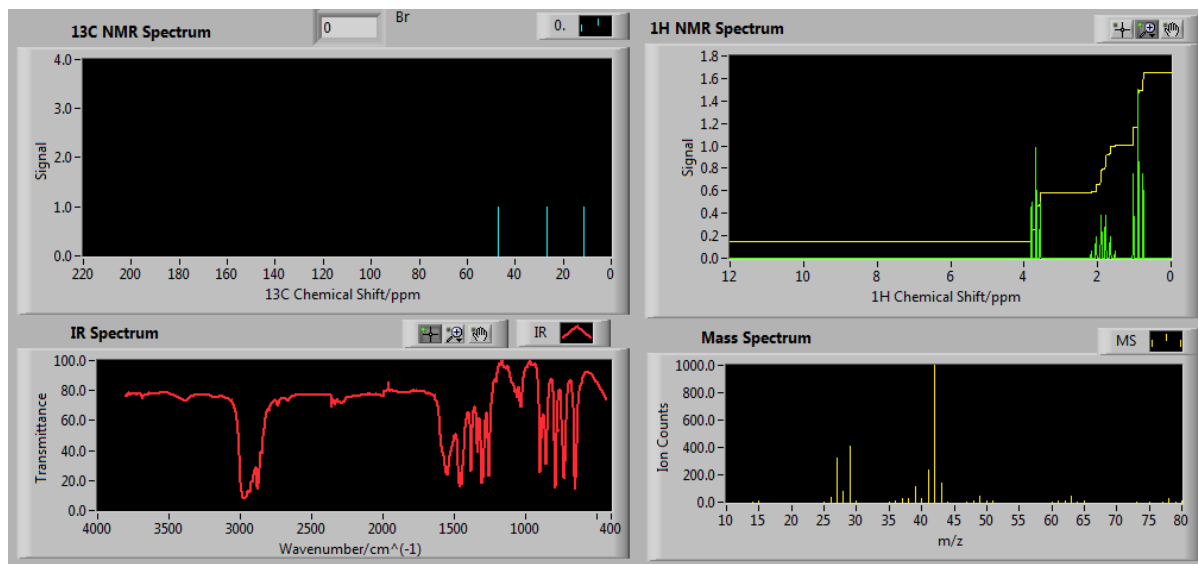 13C NMR Spectrum
0
Br
0.
4.0
3.0
2.0
1.0
0.0
Signal
220 200 180 160 140 120 100 80 60 40 20 0
13C Chemical Shift/ppm
1H NMR Spectrum
1.8
1.6
1.4
1.2
1.0
0.8
0.6
0.4
0.2
0.0
Signal
12 10 8 6 4 2 0
1H Chemical Shift/ppm
IR Spectrum
IR
100.0
80.0
60.0
40.0
20.0
0.0
Transmittance
4000 3500 3000 2500 2000 1500 1000 400
Wavenumber/cm^(-1)
Mass Spectrum
MS
1000.0
800.0
600.0
400.0
200.0
0.0
Ion Counts
10 15 20 25 30 35 40 45 50 55 60 65 70 75 80
m/z